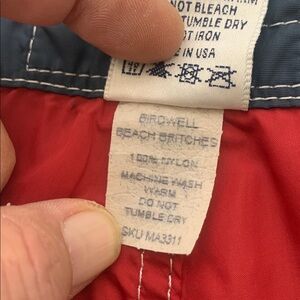 NOT BLEACH
TUMBLE DRY
NOT IRON
IN USA
BIRDWELL
BEACH BRITCHES
100% NYLON
MACHINE WASH
WARM
DO NOT
TUMBLE DRY
SKU MA3311